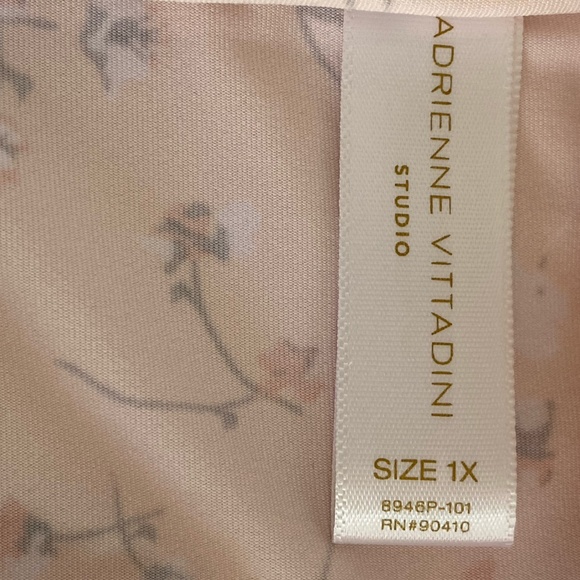 ADRIENNE VITTADINI
STUDIO
SIZE 1X
8946P-101
RN#90410